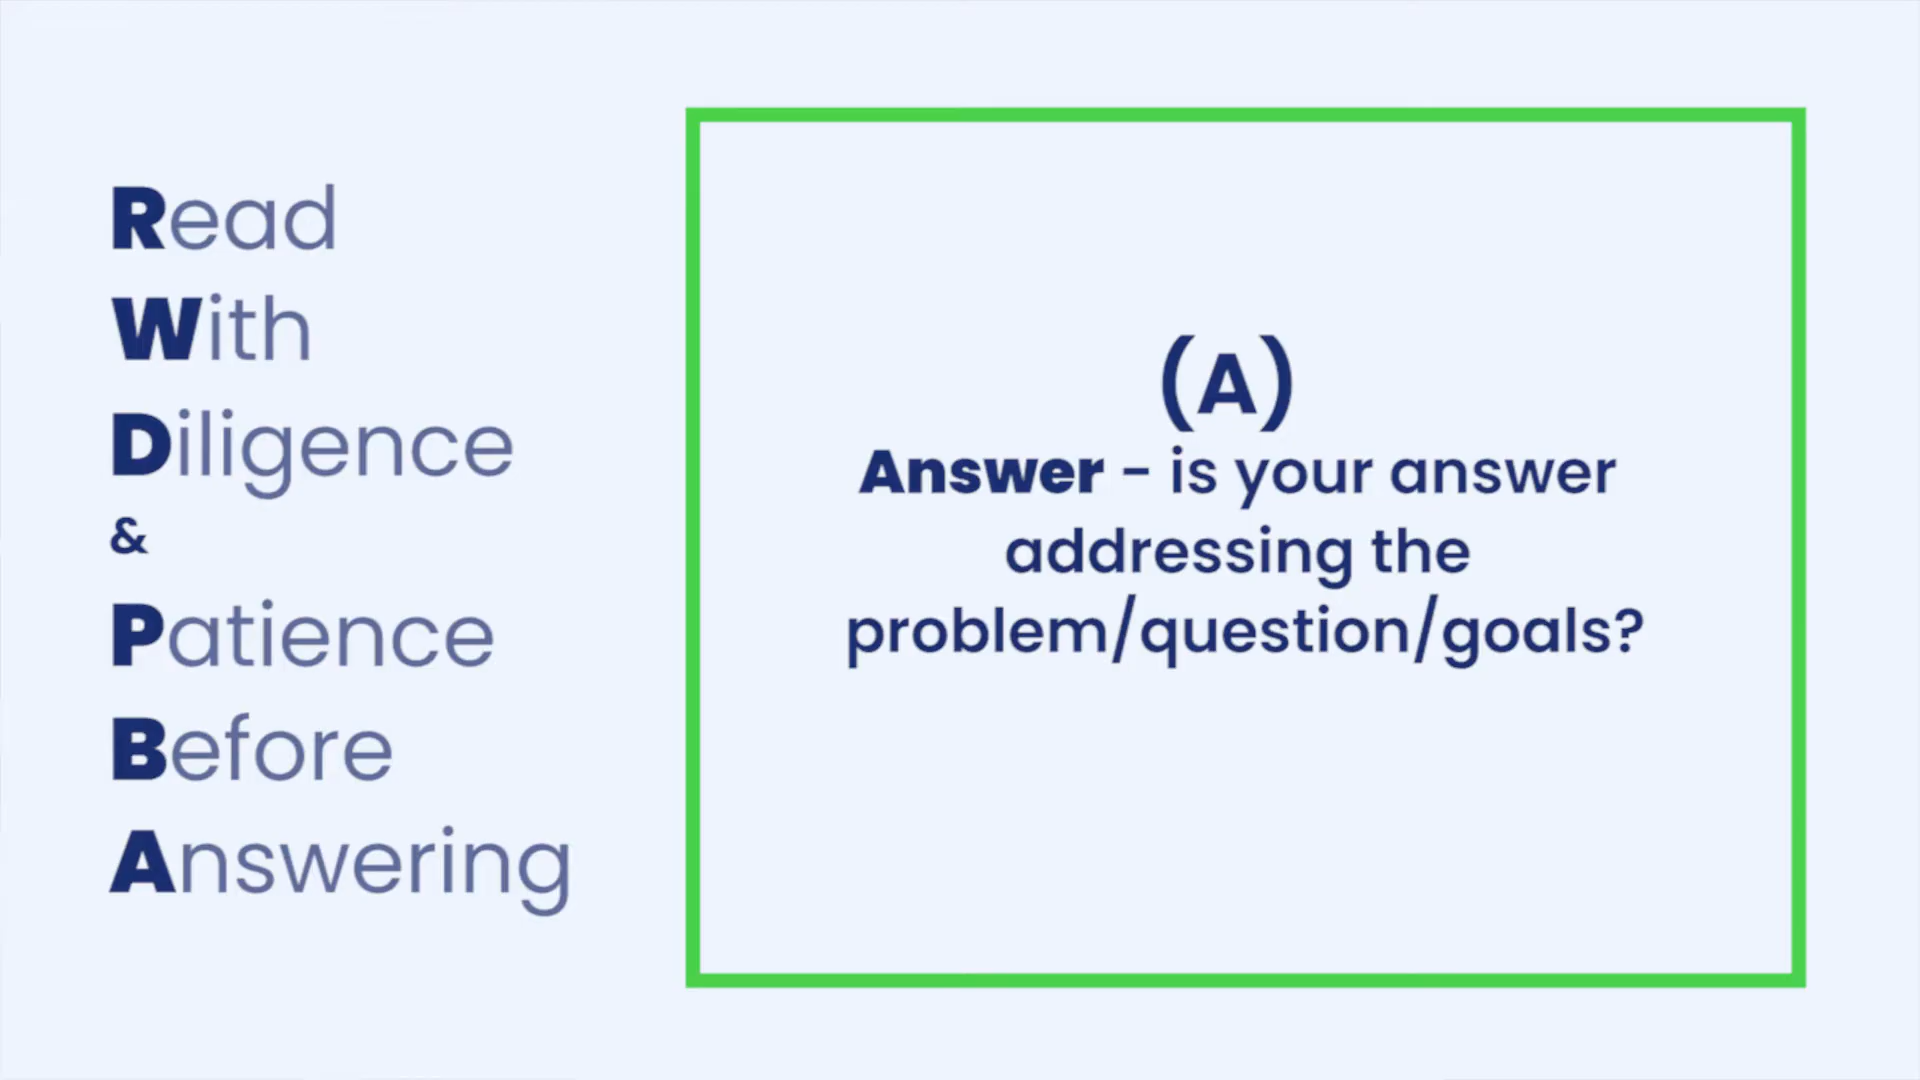 Read
With
Diligence
&
Patience
Before
Answering
(A)
Answer - is your answer
addressing the
problem/question/goals?